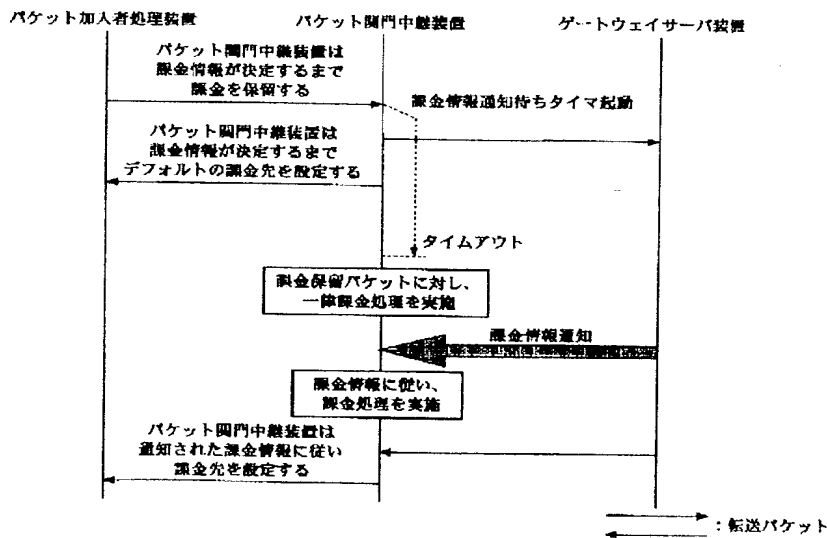 パケット加入者処理装置
パケット関門中継装置
ゲートウェイサーバ装置
パケット関門中継装置は
課金情報が決定するまで
課金を保留する
課金情報通知待ちタイマ起動
パケット関門中継装置は
課金情報が決定するまで
デフォルトの課金先を設定する
タイムアウト
課金保留パケットに対し、
一律課金処理を実施
課金情報通知
課金情報に従い、
課金処理を実施
パケット関門中継装置は
通知された課金情報に従い
課金先を設定する
：転送パケット